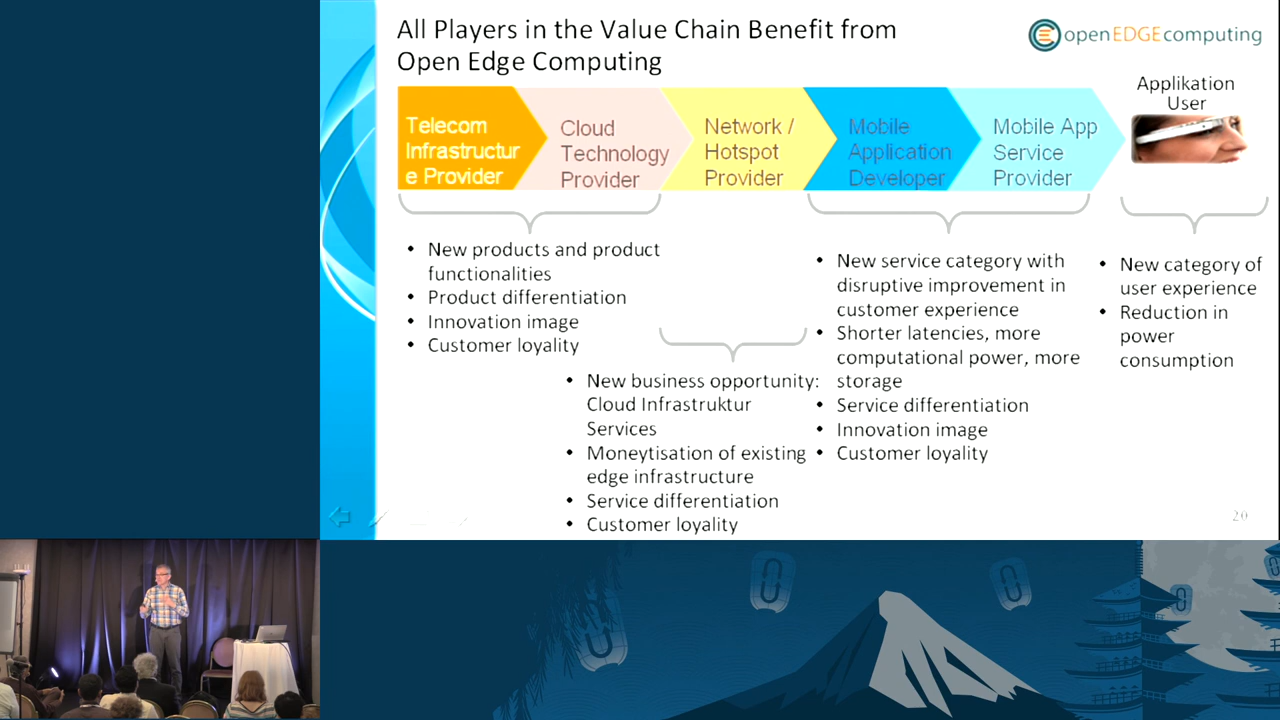 All Players in the Value Chain Benefit from
Open Edge Computing
openEDGEcomputing
Telecom
Infrastructur
e Provider
Cloud
Technology
Provider
Network /
Hotspot
Provider
Mobile
Application
Developer
Mobile App
Service
Provider
Applikation
User
• New products and product
functionalities
• Product differentiation
• Innovation image
• Customer loyality
• New business opportunity:
Cloud Infrastruktur
Services
• Moneytisation of existing
edge infrastructure
• Service differentiation
• Customer loyality
• New service category with
disruptive improvement in
customer experience
• Shorter latencies, more
computational power, more
storage
• Service differentiation
• Innovation image
• Customer loyality
• New category of
user experience
• Reduction in
power
consumption
20